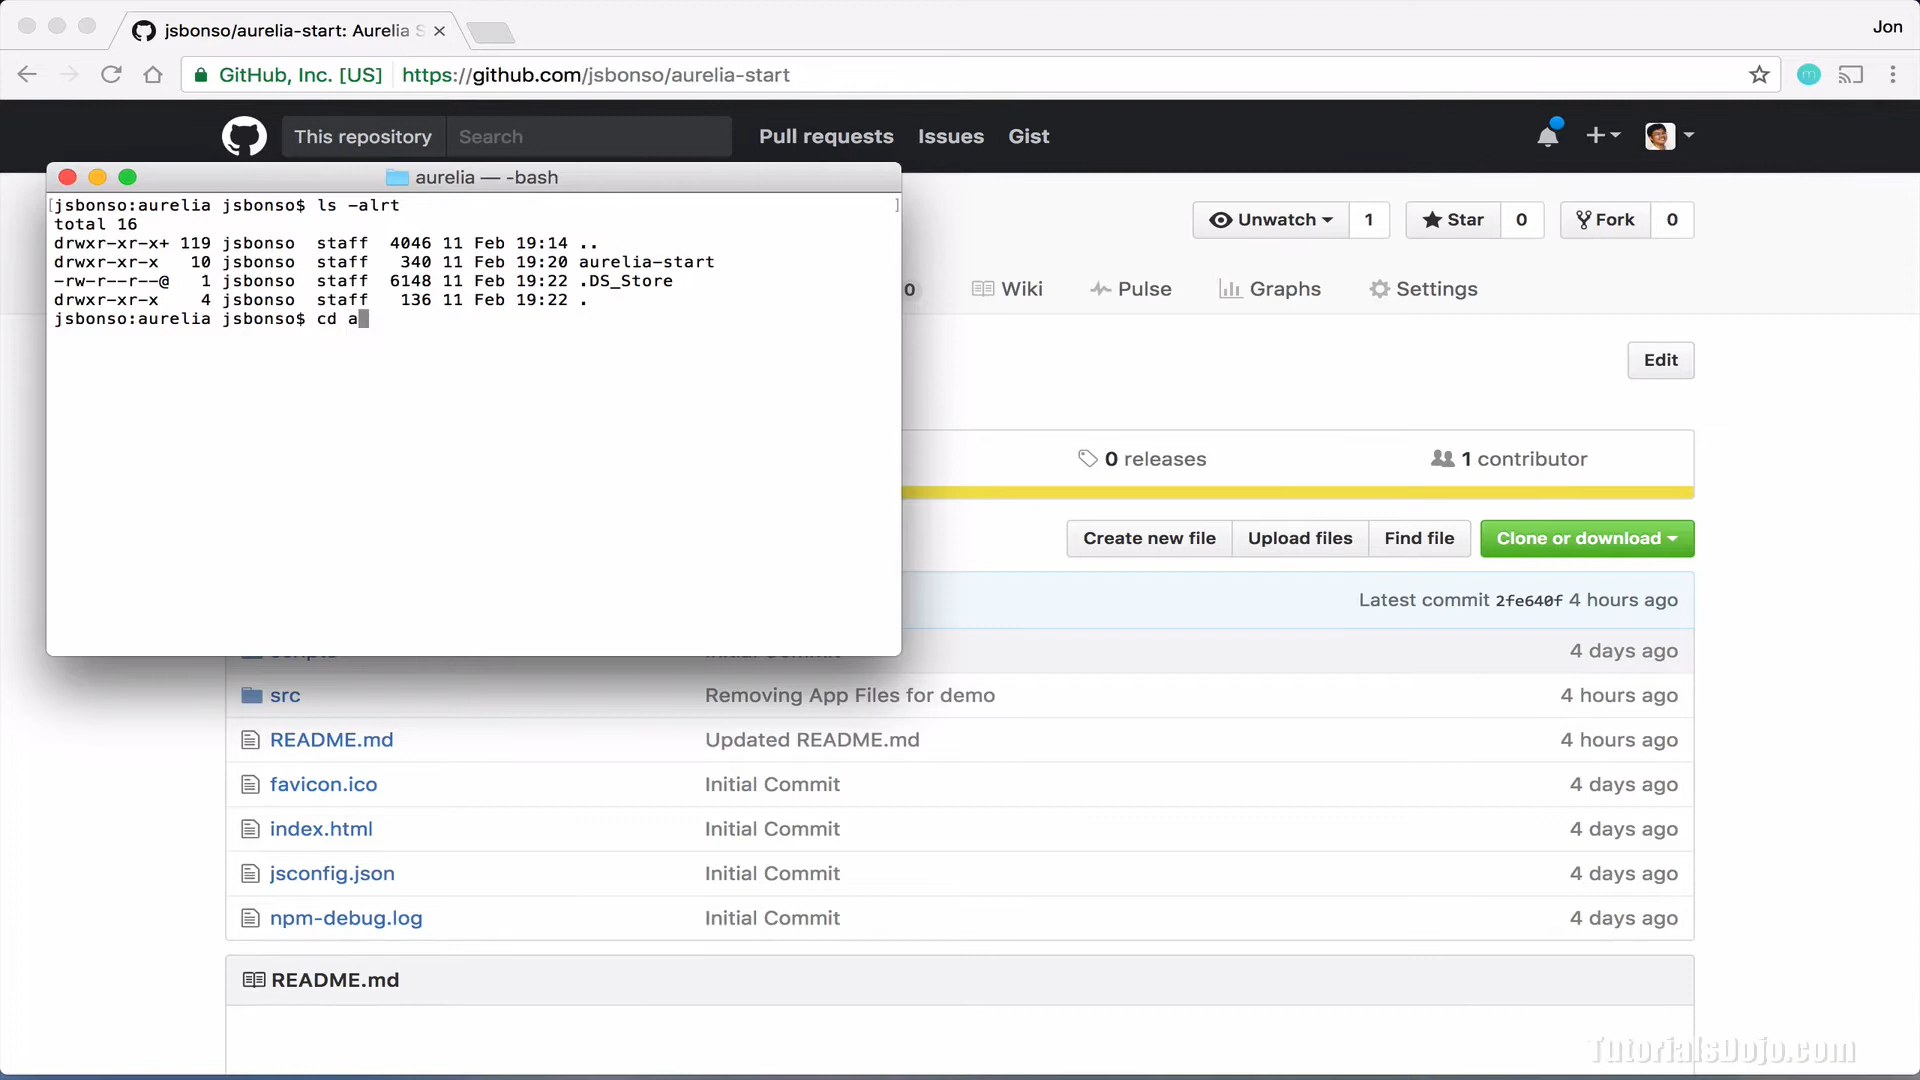 jsbonso/aurelia-start: Aurelia S
Jon
GitHub, Inc. [US] https://github.com/jsbonso/aurelia-start
m
This repository Search Pull requests Issues Gist
aurelia — -bash
[jsbonso:aurelia jsbonso$ ls -alrt ]
total 16
drwxr-xr-x+ 119 jsbonso staff 4046 11 Feb 19:14 ..
drwxr-xr-x 10 jsbonso staff 340 11 Feb 19:20 aurelia-start
-rw-r--r--@ 1 jsbonso staff 6148 11 Feb 19:22 .DS_Store
drwxr-xr-x 4 jsbonso staff 136 11 Feb 19:22 .
jsbonso:aurelia jsbonso$ cd a
Unwatch 1 Star 0 Fork 0
0 Wiki Pulse Graphs Settings
Edit
0 releases 1 contributor
Create new file Upload files Find file Clone or download
Latest commit 2fe640f 4 hours ago
4 days ago
src Removing App Files for demo 4 hours ago
README.md Updated README.md 4 hours ago
favicon.ico Initial Commit 4 days ago
index.html Initial Commit 4 days ago
jsconfig.json Initial Commit 4 days ago
npm-debug.log Initial Commit 4 days ago
README.md
TutorialsDojo.com